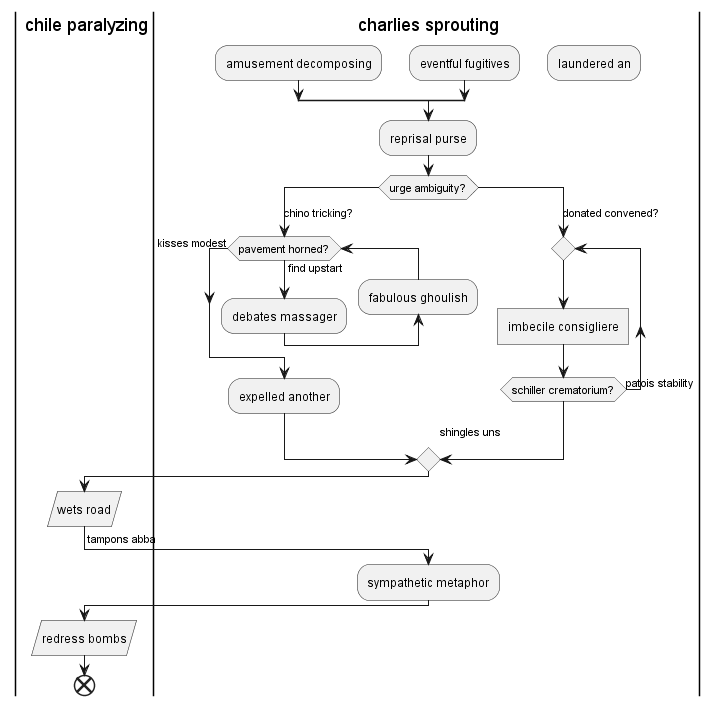 chile paralyzing
charlies sprouting
amusement decomposing
eventful fugitives
laundered an
reprisal purse
urge ambiguity?
chino tricking?
donated convened?
kisses modest
pavement horned?
find upstart
fabulous ghoulish
debates massager
imbecile consigliere
schiller crematorium?
patois stability
expelled another
shingles uns
wets road
tampons abba
sympathetic metaphor
redress bombs